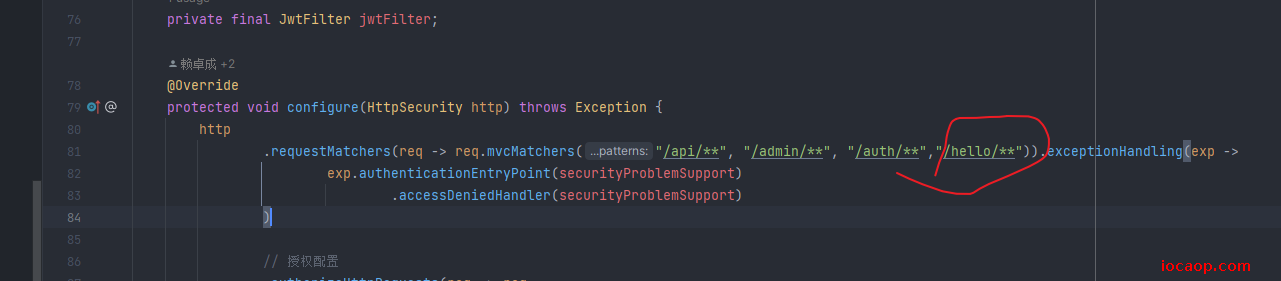 76 private final JwtFilter jwtFilter;
77
赖卓成 +2
78 @Override
79 @ protected void configure(HttpSecurity http) throws Exception {
80 http
81 .requestMatchers(req -> req.mvcMatchers( ...patterns: "/api/**", "/admin/**", "/auth/**","/hello/**")).exceptionHandling(exp ->
82 exp.authenticationEntryPoint(securityProblemSupport)
83 .accessDeniedHandler(securityProblemSupport)
84 )
85
86 // 授权配置
iocaop.com